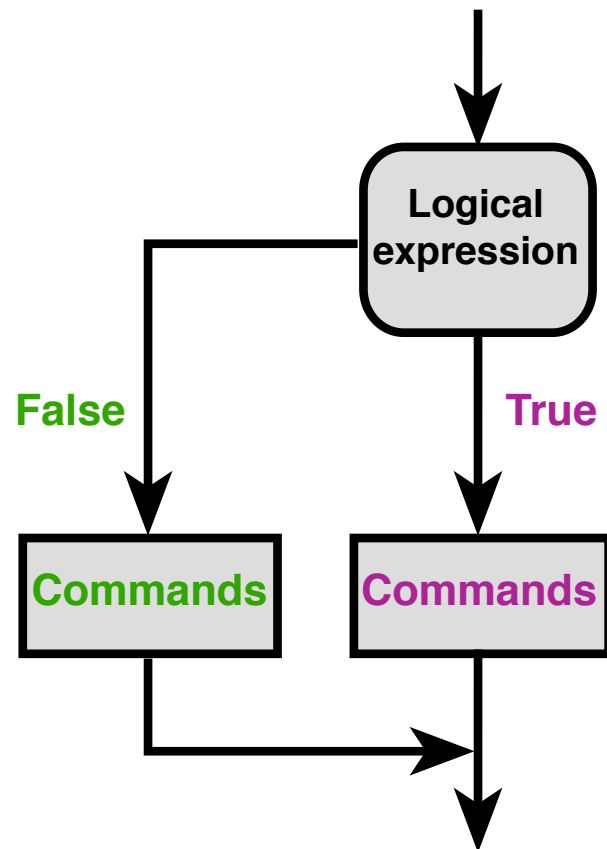 Logical
expression
False
True
Commands
Commands